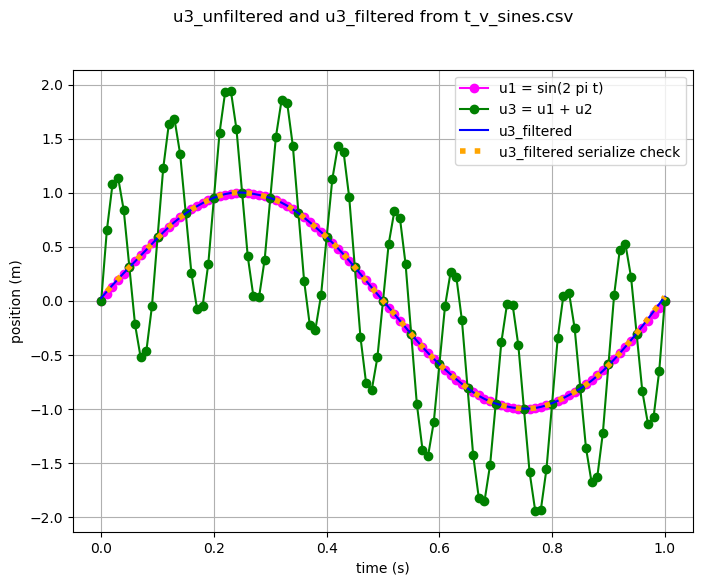 u3_unfiltered and u3_filtered from t_v_sines.csv
u1 = sin(2 pi t)
u3 = u1 + u2
u3_filtered
u3_filtered serialize check
position (m)
2.0
1.5
1.0
0.5
0.0
−0.5
−1.0
−1.5
−2.0
0.0 0.2 0.4 0.6 0.8 1.0
time (s)